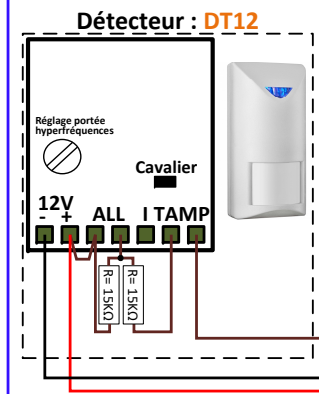 Détecteur : DT12
Réglage portée
hyperfréquences
Cavalier
12V
- + ALL I TAMP
R= 15KΩ
R= 15KΩ